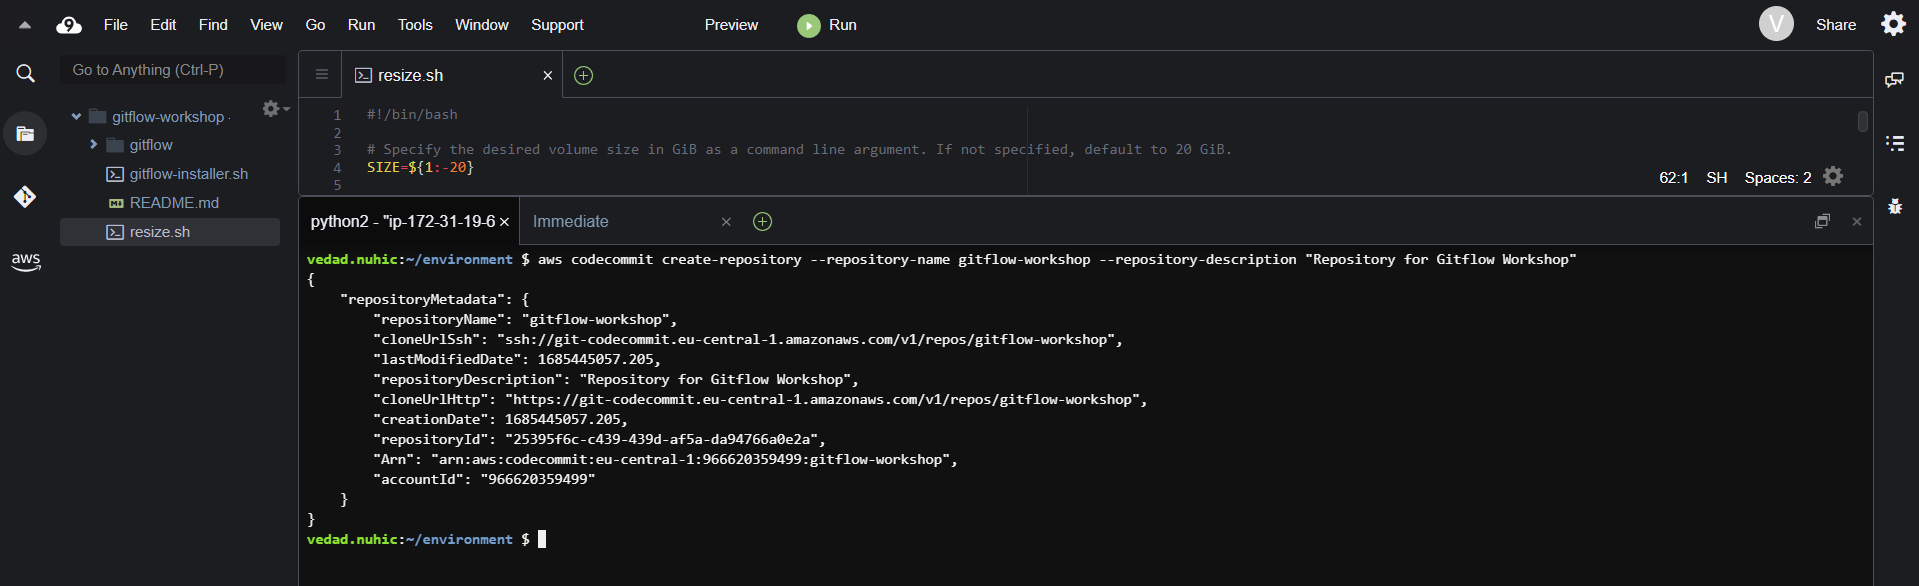 File Edit Find View Go Run Tools Window Support Preview Run V Share
Go to Anything (Ctrl-P)
gitflow-workshop -
gitflow
gitflow-installer.sh
README.md
resize.sh
aws
resize.sh
1 #!/bin/bash
2
3 # Specify the desired volume size in GiB as a command line argument. If not specified, default to 20 GiB.
4 SIZE=${1:-20}
5
62:1 SH Spaces: 2
python2 - "ip-172-31-19-6 Immediate
vedad.nuhic:~/environment $ aws codecommit create-repository --repository-name gitflow-workshop --repository-description "Repository for Gitflow Workshop"
{
    "repositoryMetadata": {
        "repositoryName": "gitflow-workshop",
        "cloneUrlSsh": "ssh://git-codecommit.eu-central-1.amazonaws.com/v1/repos/gitflow-workshop",
        "lastModifiedDate": 1685445057.205,
        "repositoryDescription": "Repository for Gitflow Workshop",
        "cloneUrlHttp": "https://git-codecommit.eu-central-1.amazonaws.com/v1/repos/gitflow-workshop",
        "creationDate": 1685445057.205,
        "repositoryId": "25395f6c-c439-439d-af5a-da94766a0e2a",
        "Arn": "arn:aws:codecommit:eu-central-1:966620359499:gitflow-workshop",
        "accountId": "966620359499"
    }
}
vedad.nuhic:~/environment $